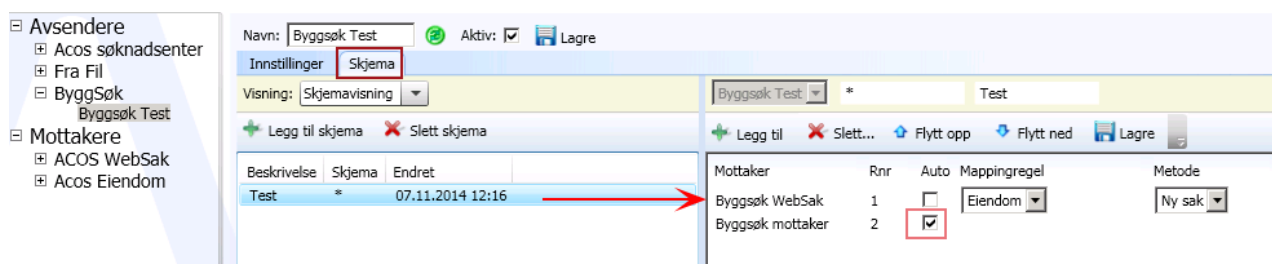 Avsendere
Acos søknadsenter
Fra Fil
ByggSøk
Byggsøk Test
Mottakere
ACOS WebSak
Acos Eiendom
Navn: Byggsøk Test Aktiv: Lagre
Innstillinger Skjema
Visning: Skjemavisning
Legg til skjema Slett skjema
Beskrivelse Skjema Endret
Test * 07.11.2014 12:16
Byggsøk Test * Test
Legg til Slett... Flytt opp Flytt ned Lagre
Mottaker Rnr Auto Mappingregel Metode
Byggsøk WebSak 1 Eiendom Ny sak
Byggsøk mottaker 2